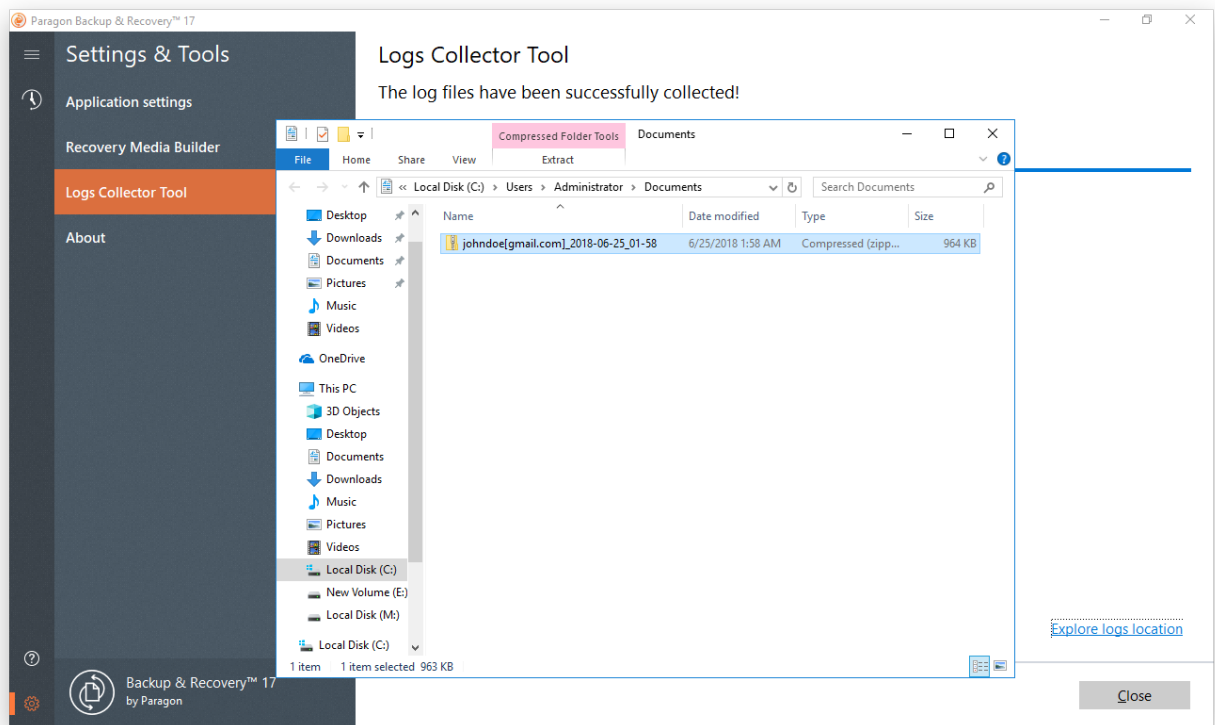 Paragon Backup & Recovery™ 17
Settings & Tools
Application settings
Recovery Media Builder
Logs Collector Tool
About
Backup & Recovery™ 17
by Paragon
Logs Collector Tool
The log files have been successfully collected!
Compressed Folder Tools
Documents
File
Home
Share
View
Extract
« Local Disk (C:) › Users › Administrator › Documents
Search Documents
Desktop
Downloads
Documents
Pictures
Music
Videos
OneDrive
This PC
3D Objects
Desktop
Documents
Downloads
Music
Pictures
Videos
Local Disk (C:)
New Volume (E:)
Local Disk (M:)
Local Disk (C:)
Name Date modified Type Size
johndoe[gmail.com]_2018-06-25_01-58 6/25/2018 1:58 AM Compressed (zipp... 964 KB
1 item 1 item selected 963 KB
Explore logs location
Close